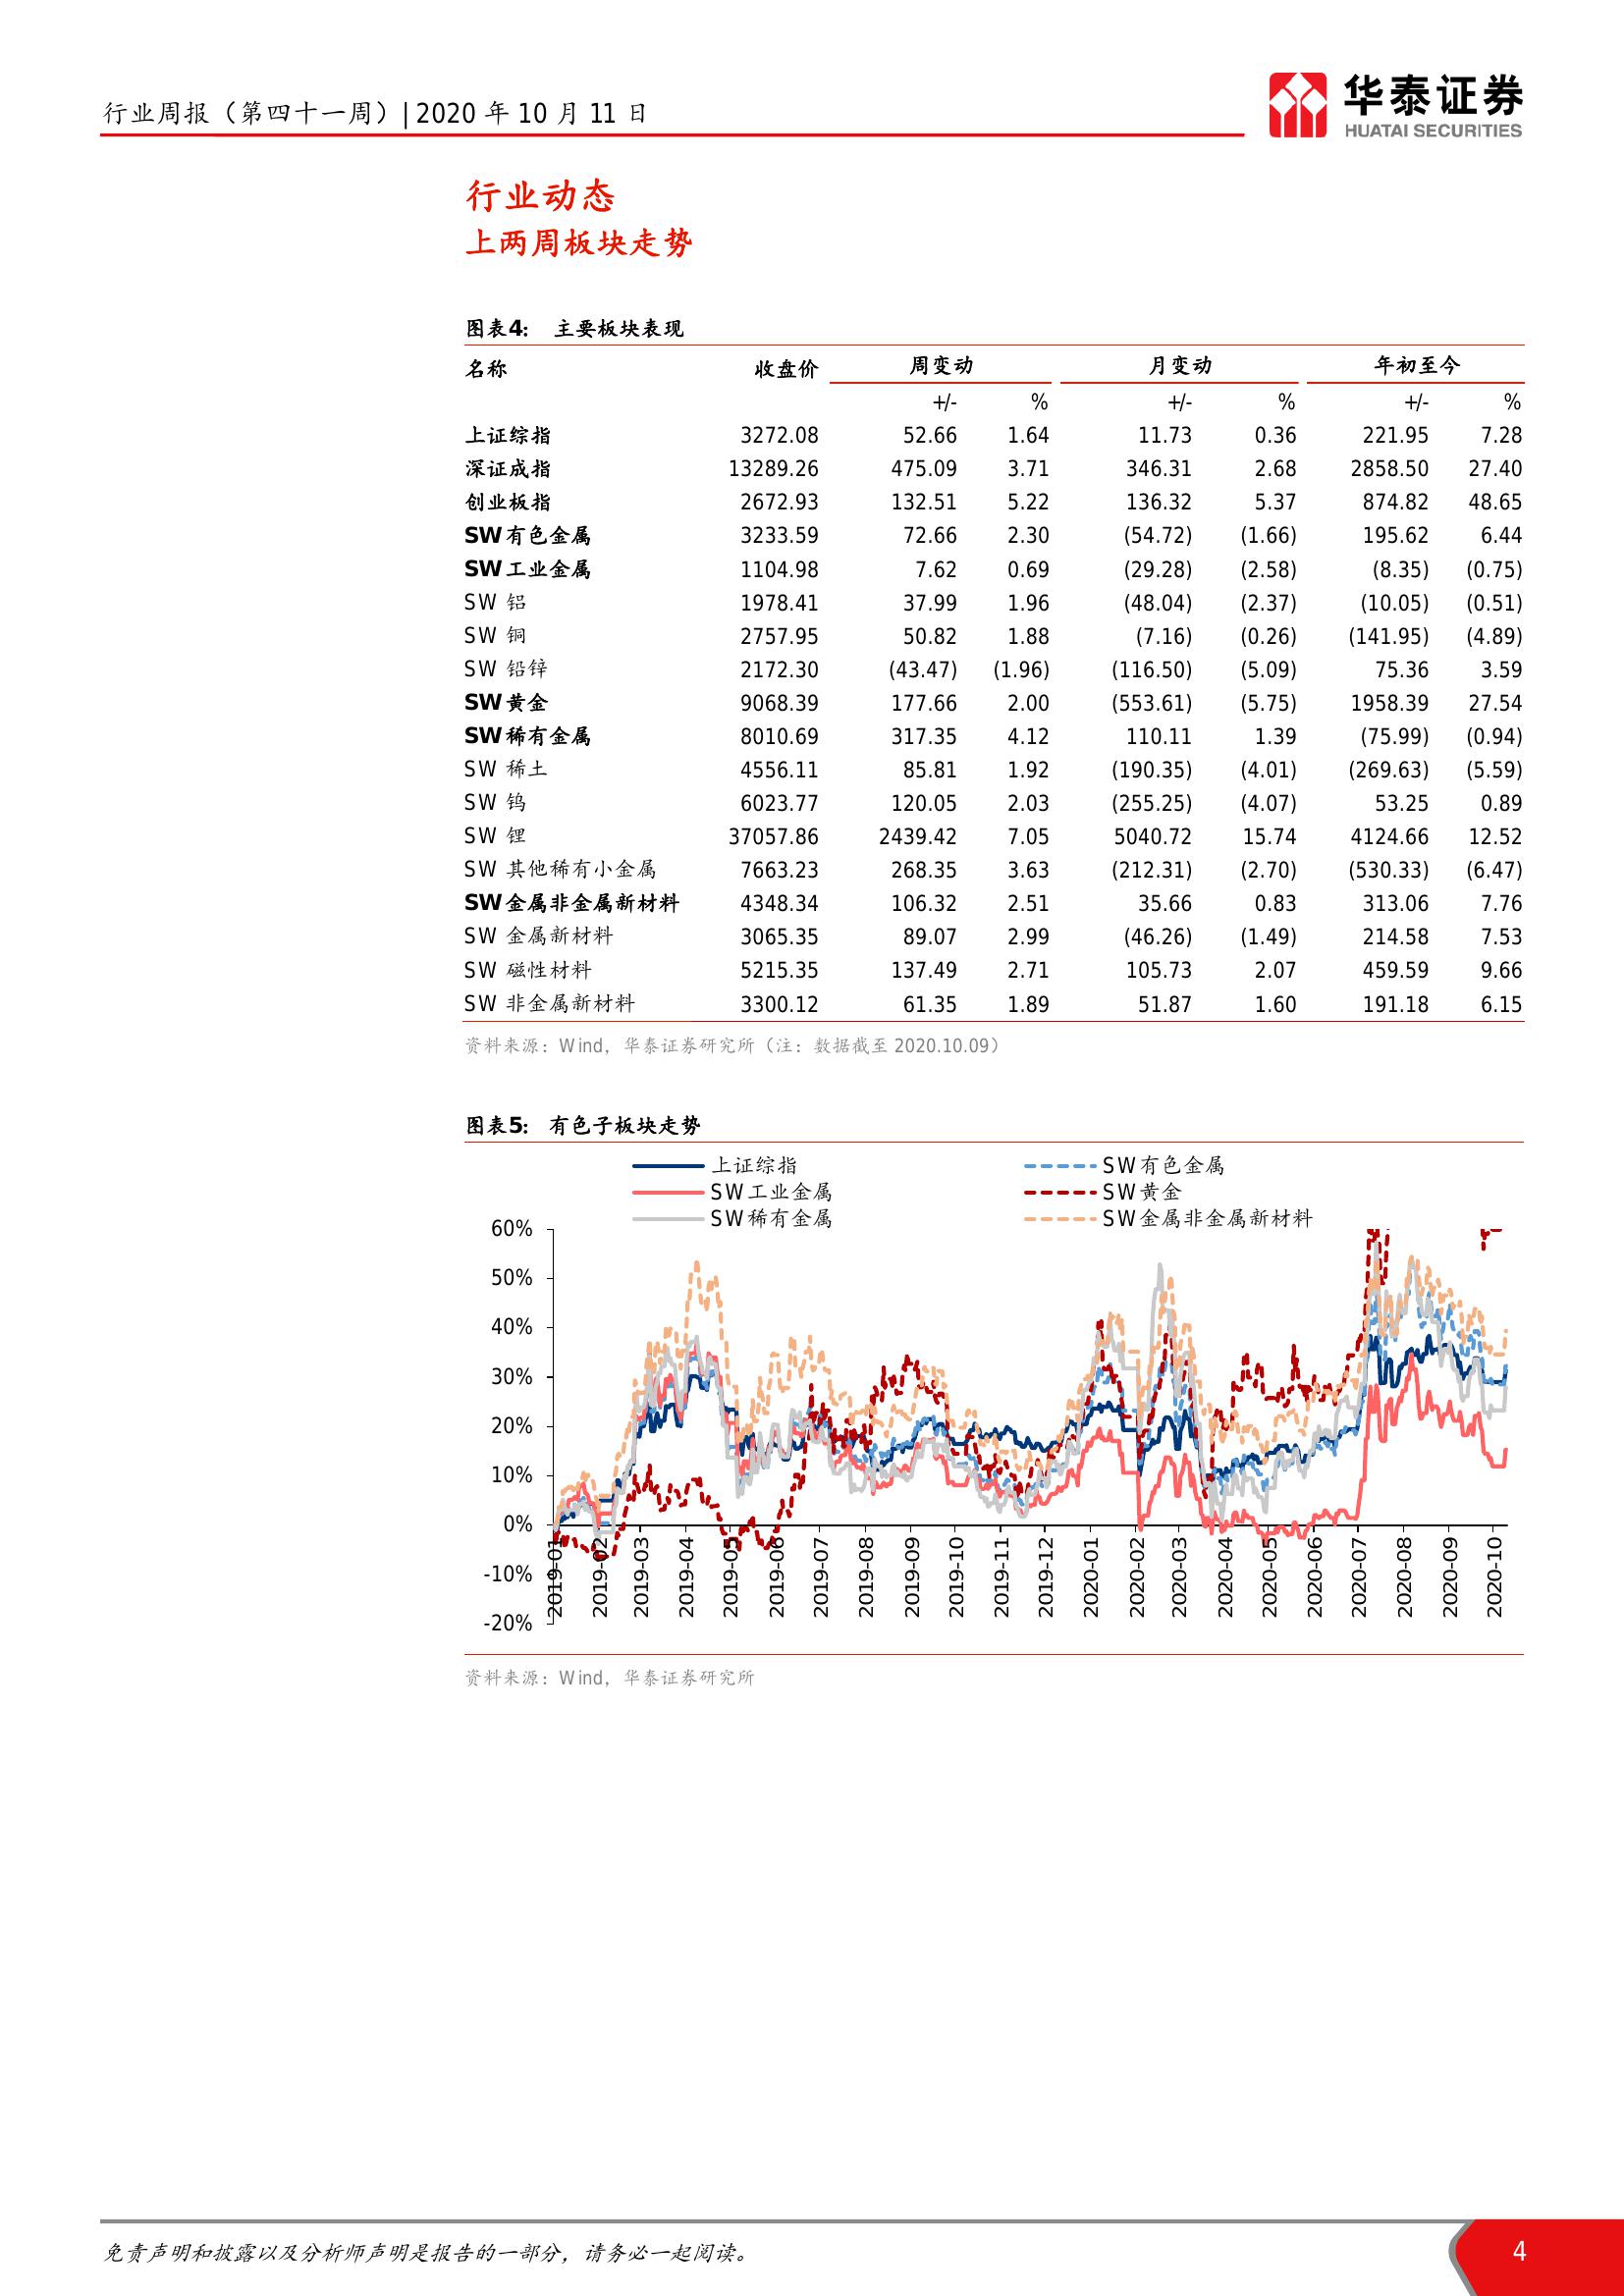 行业周报（第四十一周）| 2020 年 10 月 11 日
华泰证券
HUATAI SECURITIES
行业动态
上两周板块走势
图表4： 主要板块表现
名称 收盘价 周变动 月变动 年初至今
+/- % +/- % +/- %
上证综指 3272.08 52.66 1.64 11.73 0.36 221.95 7.28
深证成指 13289.26 475.09 3.71 346.31 2.68 2858.50 27.40
创业板指 2672.93 132.51 5.22 136.32 5.37 874.82 48.65
SW有色金属 3233.59 72.66 2.30 (54.72) (1.66) 195.62 6.44
SW工业金属 1104.98 7.62 0.69 (29.28) (2.58) (8.35) (0.75)
SW 铝 1978.41 37.99 1.96 (48.04) (2.37) (10.05) (0.51)
SW 铜 2757.95 50.82 1.88 (7.16) (0.26) (141.95) (4.89)
SW 铅锌 2172.30 (43.47) (1.96) (116.50) (5.09) 75.36 3.59
SW黄金 9068.39 177.66 2.00 (553.61) (5.75) 1958.39 27.54
SW稀有金属 8010.69 317.35 4.12 110.11 1.39 (75.99) (0.94)
SW 稀土 4556.11 85.81 1.92 (190.35) (4.01) (269.63) (5.59)
SW 钨 6023.77 120.05 2.03 (255.25) (4.07) 53.25 0.89
SW 锂 37057.86 2439.42 7.05 5040.72 15.74 4124.66 12.52
SW 其他稀有小金属 7663.23 268.35 3.63 (212.31) (2.70) (530.33) (6.47)
SW金属非金属新材料 4348.34 106.32 2.51 35.66 0.83 313.06 7.76
SW 金属新材料 3065.35 89.07 2.99 (46.26) (1.49) 214.58 7.53
SW 磁性材料 5215.35 137.49 2.71 105.73 2.07 459.59 9.66
SW 非金属新材料 3300.12 61.35 1.89 51.87 1.60 191.18 6.15
资料来源：Wind，华泰证券研究所（注：数据截至 2020.10.09）
图表5： 有色子板块走势
上证综指 SW有色金属
SW工业金属 SW黄金
SW稀有金属 SW金属非金属新材料
60%
50%
40%
30%
20%
10%
0%
-10%
-20%
2019-01 2019-02 2019-03 2019-04 2019-05 2019-06 2019-07 2019-08 2019-09 2019-10 2019-11 2019-12 2020-01 2020-02 2020-03 2020-04 2020-05 2020-06 2020-07 2020-08 2020-09 2020-10
资料来源：Wind，华泰证券研究所
免责声明和披露以及分析师声明是报告的一部分，请务必一起阅读。
4